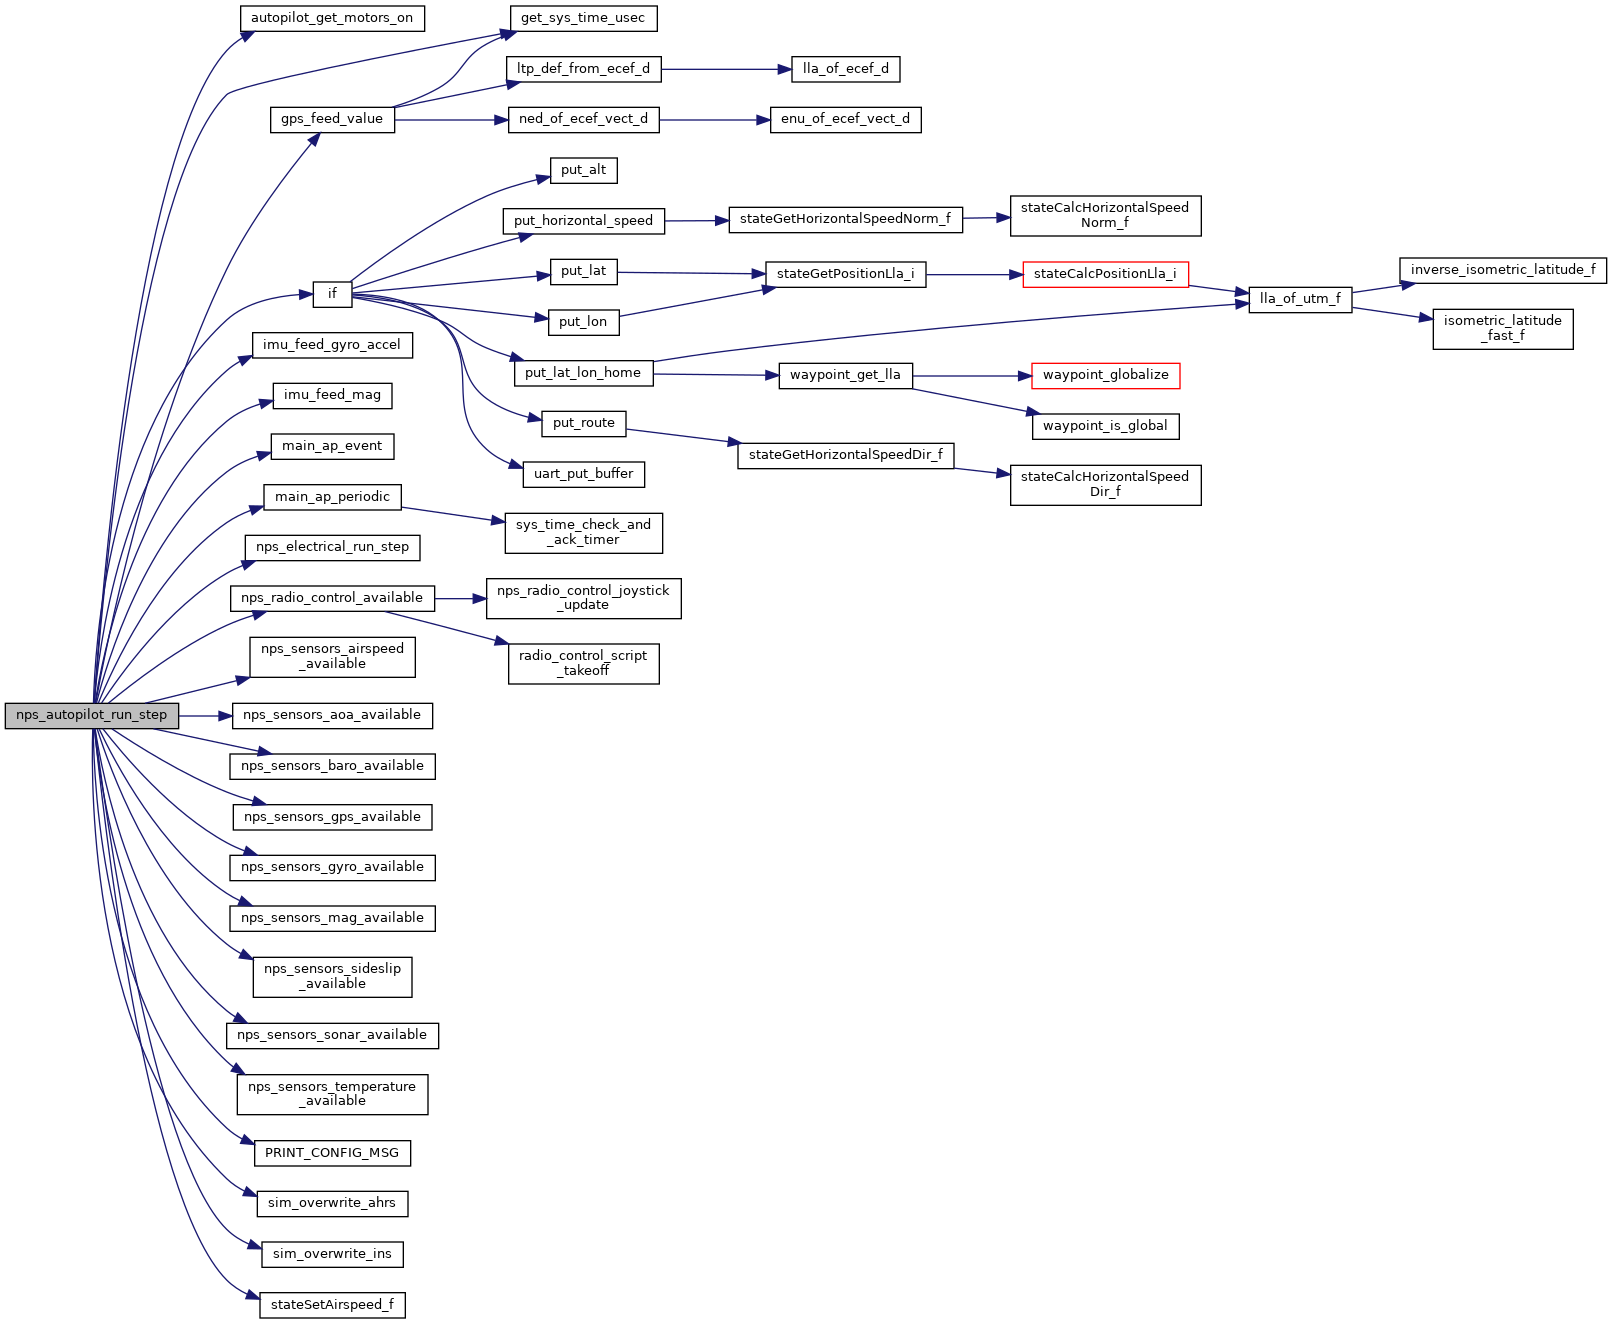 autopilot_get_motors_on
get_sys_time_usec
ltp_def_from_ecef_d
lla_of_ecef_d
gps_feed_value
ned_of_ecef_vect_d
enu_of_ecef_vect_d
put_alt
put_horizontal_speed
stateGetHorizontalSpeedNorm_f
stateCalcHorizontalSpeed
Norm_f
put_lat
stateGetPositionLla_i
stateCalcPositionLla_i
inverse_isometric_latitude_f
if
put_lon
lla_of_utm_f
isometric_latitude
_fast_f
imu_feed_gyro_accel
put_lat_lon_home
waypoint_get_lla
waypoint_globalize
imu_feed_mag
put_route
waypoint_is_global
main_ap_event
stateGetHorizontalSpeedDir_f
uart_put_buffer
stateCalcHorizontalSpeed
Dir_f
main_ap_periodic
sys_time_check_and
_ack_timer
nps_electrical_run_step
nps_radio_control_available
nps_radio_control_joystick
_update
nps_sensors_airspeed
_available
radio_control_script
_takeoff
nps_autopilot_run_step
nps_sensors_aoa_available
nps_sensors_baro_available
nps_sensors_gps_available
nps_sensors_gyro_available
nps_sensors_mag_available
nps_sensors_sideslip
_available
nps_sensors_sonar_available
nps_sensors_temperature
_available
PRINT_CONFIG_MSG
sim_overwrite_ahrs
sim_overwrite_ins
stateSetAirspeed_f